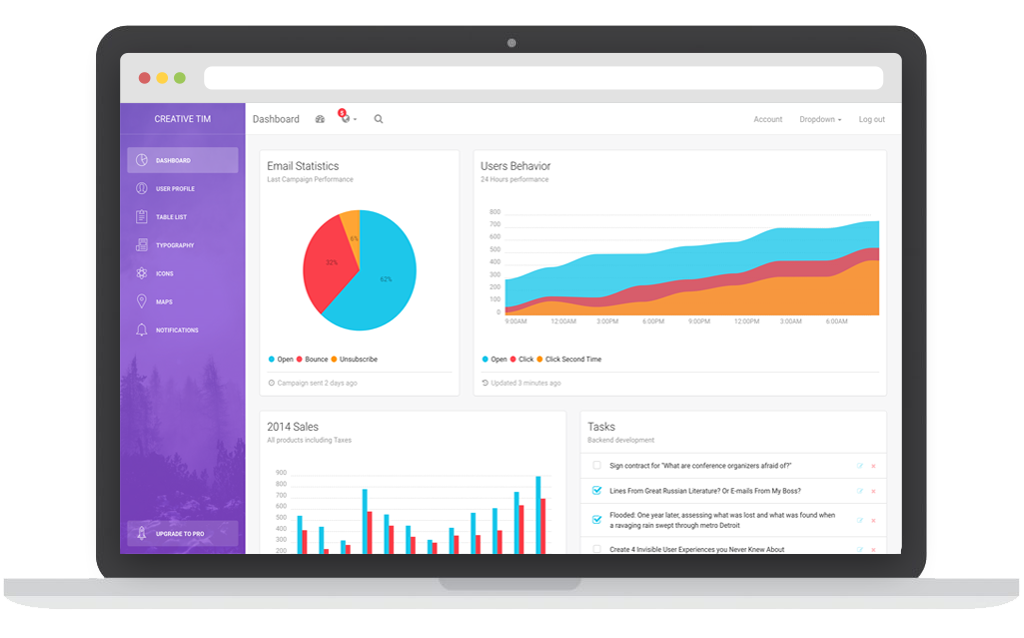 CREATIVE TIM
DASHBOARD
USER PROFILE
TABLE LIST
TYPOGRAPHY
ICONS
MAPS
NOTIFICATIONS
UPGRADE TO PRO
Dashboard 5 Account Dropdown Log out
Email Statistics
Last Campaign Performance
6%
32%
62%
Open Bounce Unsubscribe
Campaign sent 2 days ago
Users Behavior
24 Hours performance
800
700
600
500
400
300
200
100
0
9:00AM 12:00AM 3:00PM 6:00PM 9:00PM 12:00PM 3:00AM 6:00AM
Open Click Click Second Time
Updated 3 minutes ago
2014 Sales
All products including Taxes
900
800
700
600
500
400
300
200
Tasks
Backend development
Sign contract for "What are conference organizers afraid of?"
Lines From Great Russian Literature? Or E-mails From My Boss?
Flooded: One year later, assessing what was lost and what was found when
a ravaging rain swept through metro Detroit
Create 4 Invisible User Experiences you Never Knew About